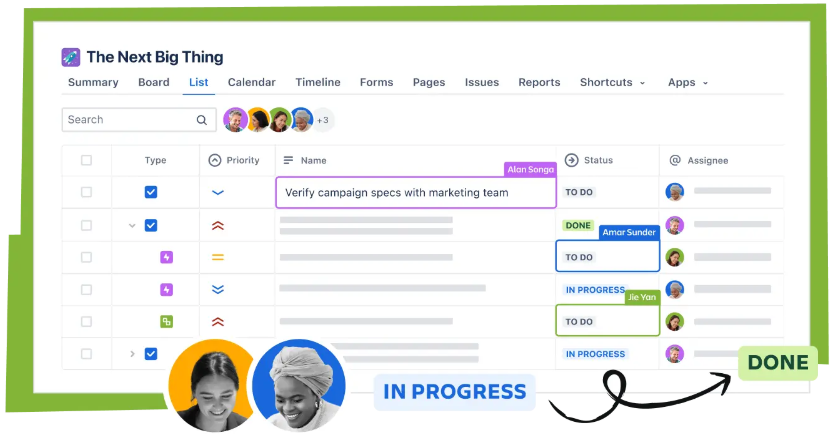 The Next Big Thing
Summary Board List Calendar Timeline Forms Pages Issues Reports Shortcuts Apps
Search +3
Type Priority Name Status @ Assignee
Alan Songa
Verify campaign specs with marketing team TO DO
DONE
Amar Sunder
TO DO
IN PROGRESS
Jie Yan
TO DO
IN PROGRESS
IN PROGRESS
DONE